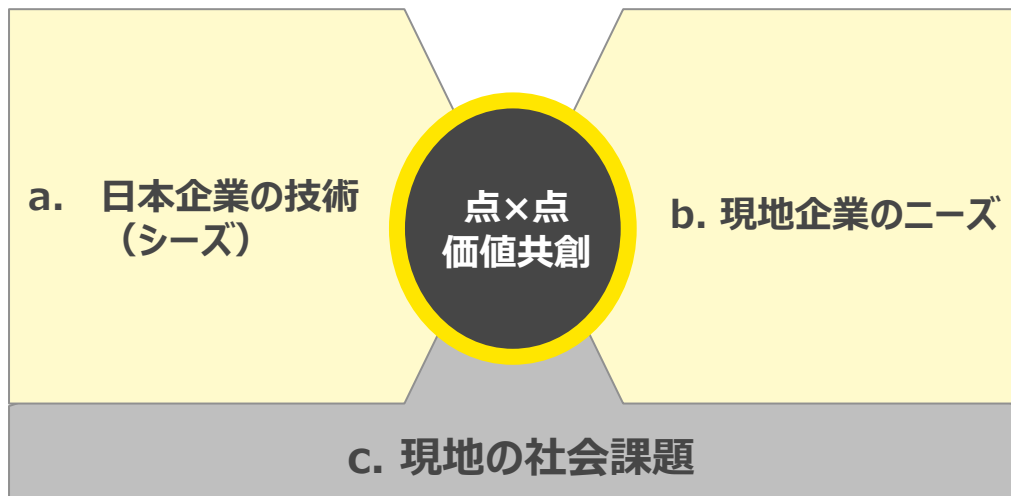 a. 日本企業の技術
（シーズ）
点×点
価値共創
b. 現地企業のニーズ
c. 現地の社会課題